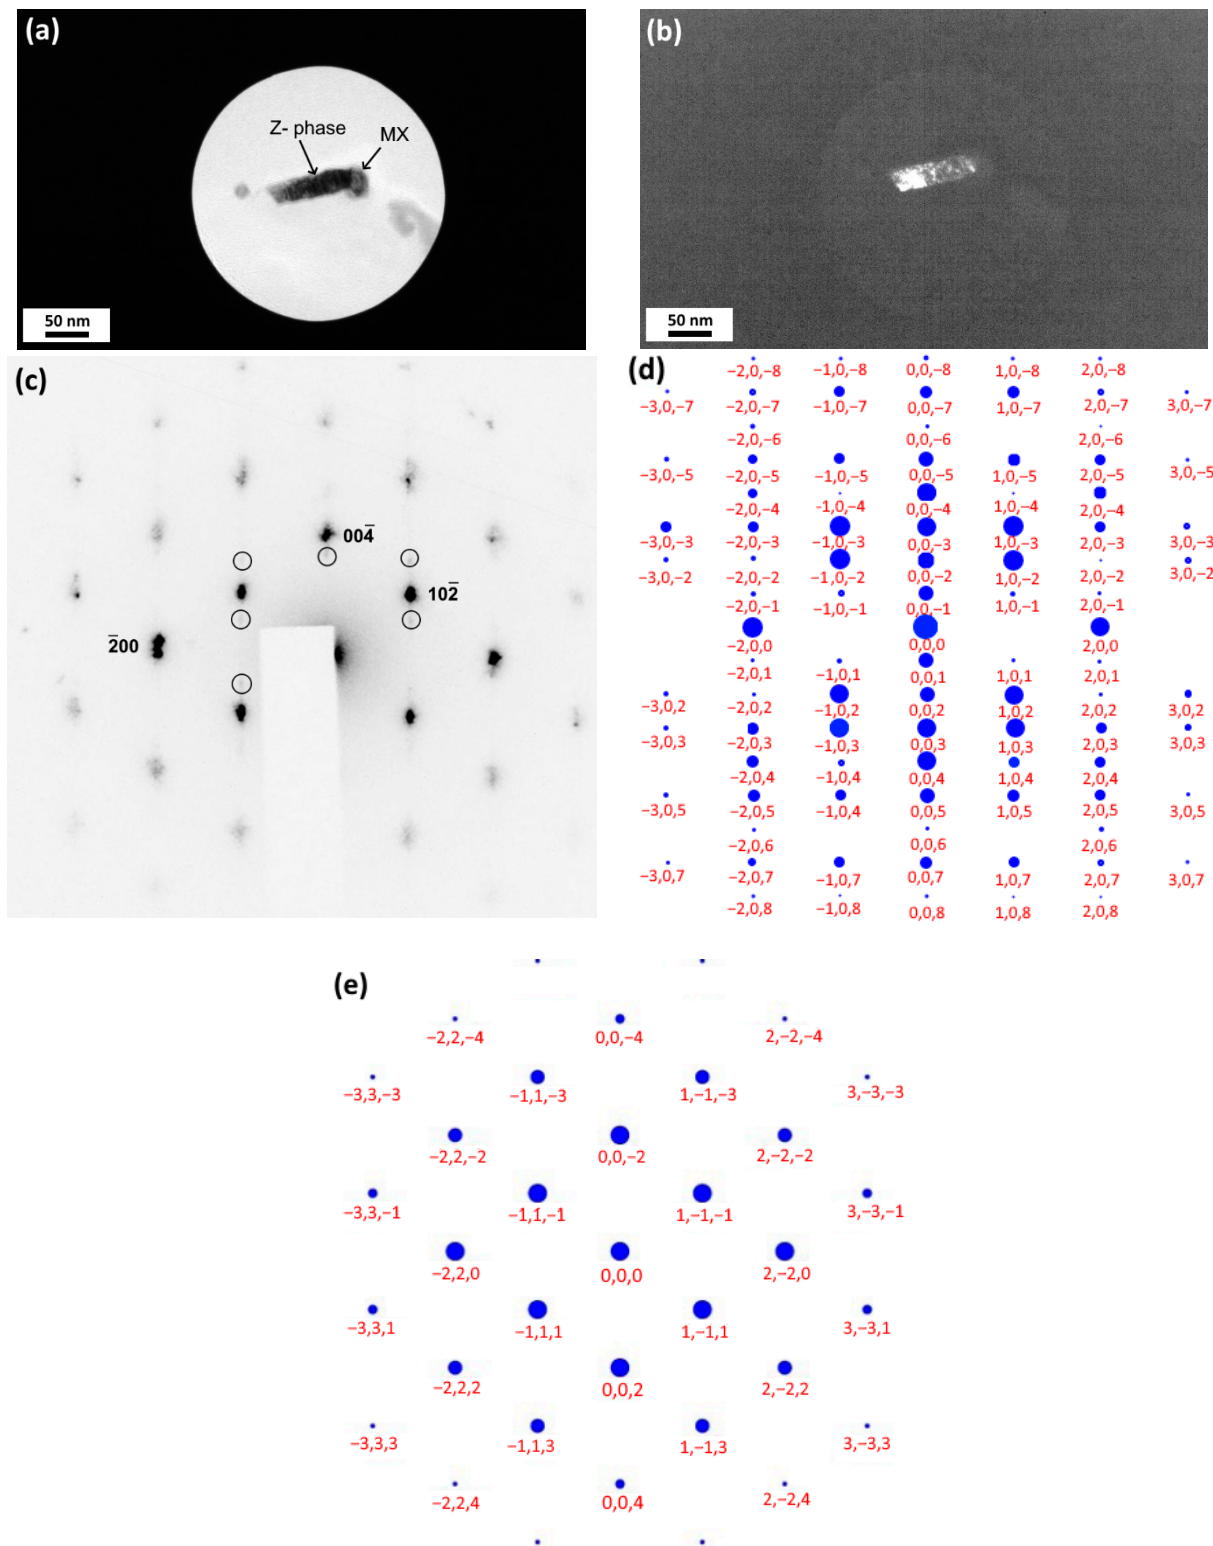 (a)
Z- phase
MX
50 nm
(b)
50 nm
(c)
004̅
102̅
2̅00
(d)
−2,0,−8 −1,0,−8 0,0,−8 1,0,−8 2,0,−8
−3,0,−7 −2,0,−7 −1,0,−7 0,0,−7 1,0,−7 2,0,−7 3,0,−7
−2,0,−6 0,0,−6 2,0,−6
−3,0,−5 −2,0,−5 −1,0,−5 0,0,−5 1,0,−5 2,0,−5 3,0,−5
−2,0,−4 −1,0,−4 0,0,−4 1,0,−4 2,0,−4
−3,0,−3 −2,0,−3 −1,0,−3 0,0,−3 1,0,−3 2,0,−3 3,0,−3
−3,0,−2 −2,0,−2 −1,0,−2 0,0,−2 1,0,−2 2,0,−2 3,0,−2
−2,0,−1 −1,0,−1 0,0,−1 1,0,−1 2,0,−1
−2,0,0 0,0,0 2,0,0
−2,0,1 −1,0,1 0,0,1 1,0,1 2,0,1
−3,0,2 −2,0,2 −1,0,2 0,0,2 1,0,2 2,0,2 3,0,2
−3,0,3 −2,0,3 −1,0,3 0,0,3 1,0,3 2,0,3 3,0,3
−2,0,4 −1,0,4 0,0,4 1,0,4 2,0,4
−3,0,5 −2,0,5 −1,0,4 0,0,5 1,0,5 2,0,5 3,0,5
−2,0,6 0,0,6 2,0,6
−3,0,7 −2,0,7 −1,0,7 0,0,7 1,0,7 2,0,7 3,0,7
−2,0,8 −1,0,8 0,0,8 1,0,8 2,0,8
(e)
−2,2,−4 0,0,−4 2,−2,−4
−3,3,−3 −1,1,−3 1,−1,−3 3,−3,−3
−2,2,−2 0,0,−2 2,−2,−2
−3,3,−1 −1,1,−1 1,−1,−1 3,−3,−1
−2,2,0 0,0,0 2,−2,0
−3,3,1 −1,1,1 1,−1,1 3,−3,1
−2,2,2 0,0,2 2,−2,2
−3,3,3 −1,1,3 1,−1,3 3,−3,3
−2,2,4 0,0,4 2,−2,4